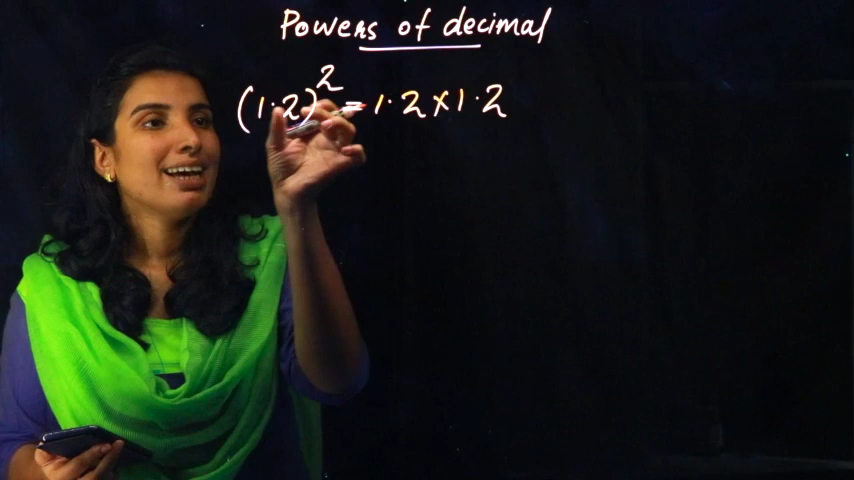 Powers of decimal
(1·2)² = 1·2×1·2